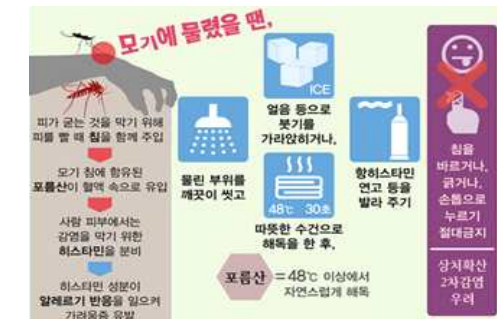 모기에 물렸을 땐,
피가 굳는 것을 막기 위해
피를 빨 때 침을 함께 주입
모기 침에 함유된
포름산이 혈액 속으로 유입
사람 피부에서는
감염을 막기 위한
히스타민을 분비
히스타민 성분이
알레르기 반응을 일으켜
가려움증 유발
물린 부위를
깨끗이 씻고
ICE
얼음 등으로
붓기를
가라앉히거나,
48℃ 30초
따뜻한 수건으로
해독을 한 후,
항히스타민
연고 등을
발라 주기
포름산 = 48℃ 이상에서
자연스럽게 해독
침을
바르거나,
긁거나,
손톱으로
누르기
절대금지
상처확산
2차감염
우려